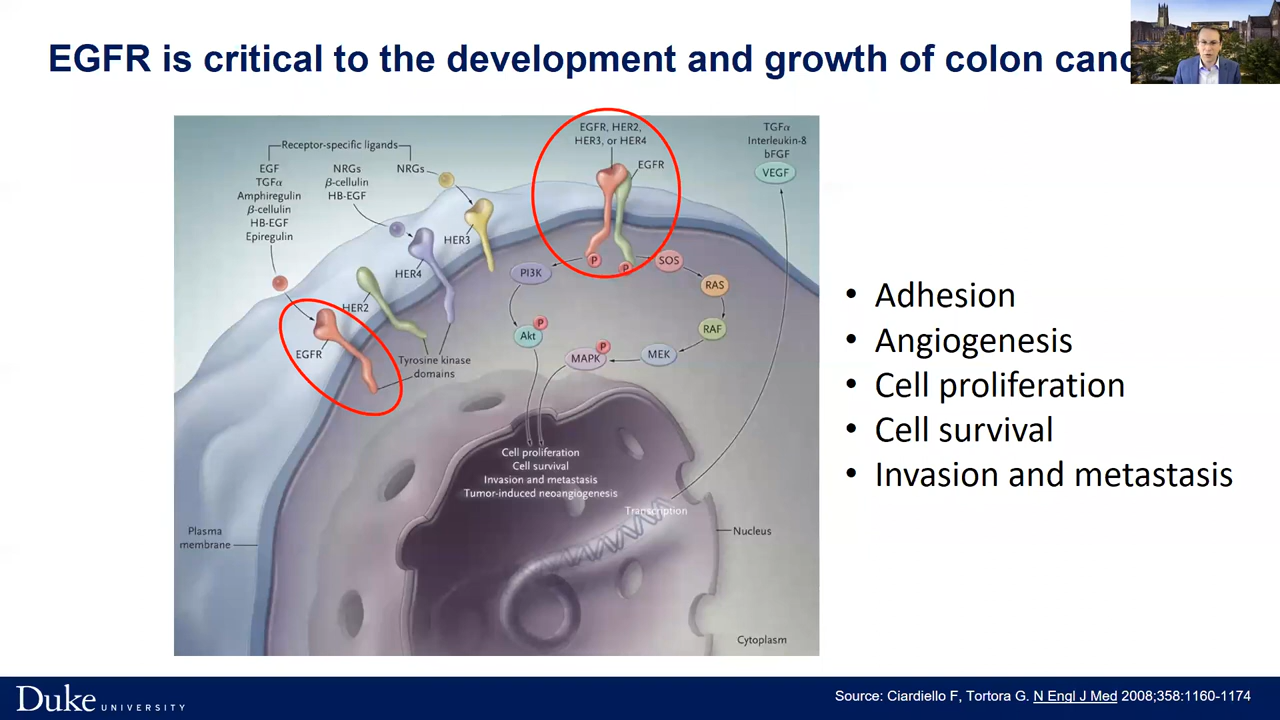 EGFR is critical to the development and growth of colon
Receptor-specific ligands
EGF
TGFα
Amphiregulin
β-cellulin
HB-EGF
Epiregulin
NRGs
β-cellulin
HB-EGF
NRGs
EGFR, HER2,
HER3, or HER4
EGFR
TGFα
Interleukin-8
bFGF
VEGF
HER3
HER4
HER2
EGFR
Tyrosine kinase
domains
P
P
PI3K
SOS
RAS
RAF
MEK
P
MAPK
P
Akt
Cell proliferation
Cell survival
Invasion and metastasis
Tumor-induced neoangiogenesis
Transcription
Plasma
membrane
Nucleus
Cytoplasm
• Adhesion
• Angiogenesis
• Cell proliferation
• Cell survival
• Invasion and metastasis
Duke UNIVERSITY
Source: Ciardiello F, Tortora G. N Engl J Med 2008;358:1160-1174